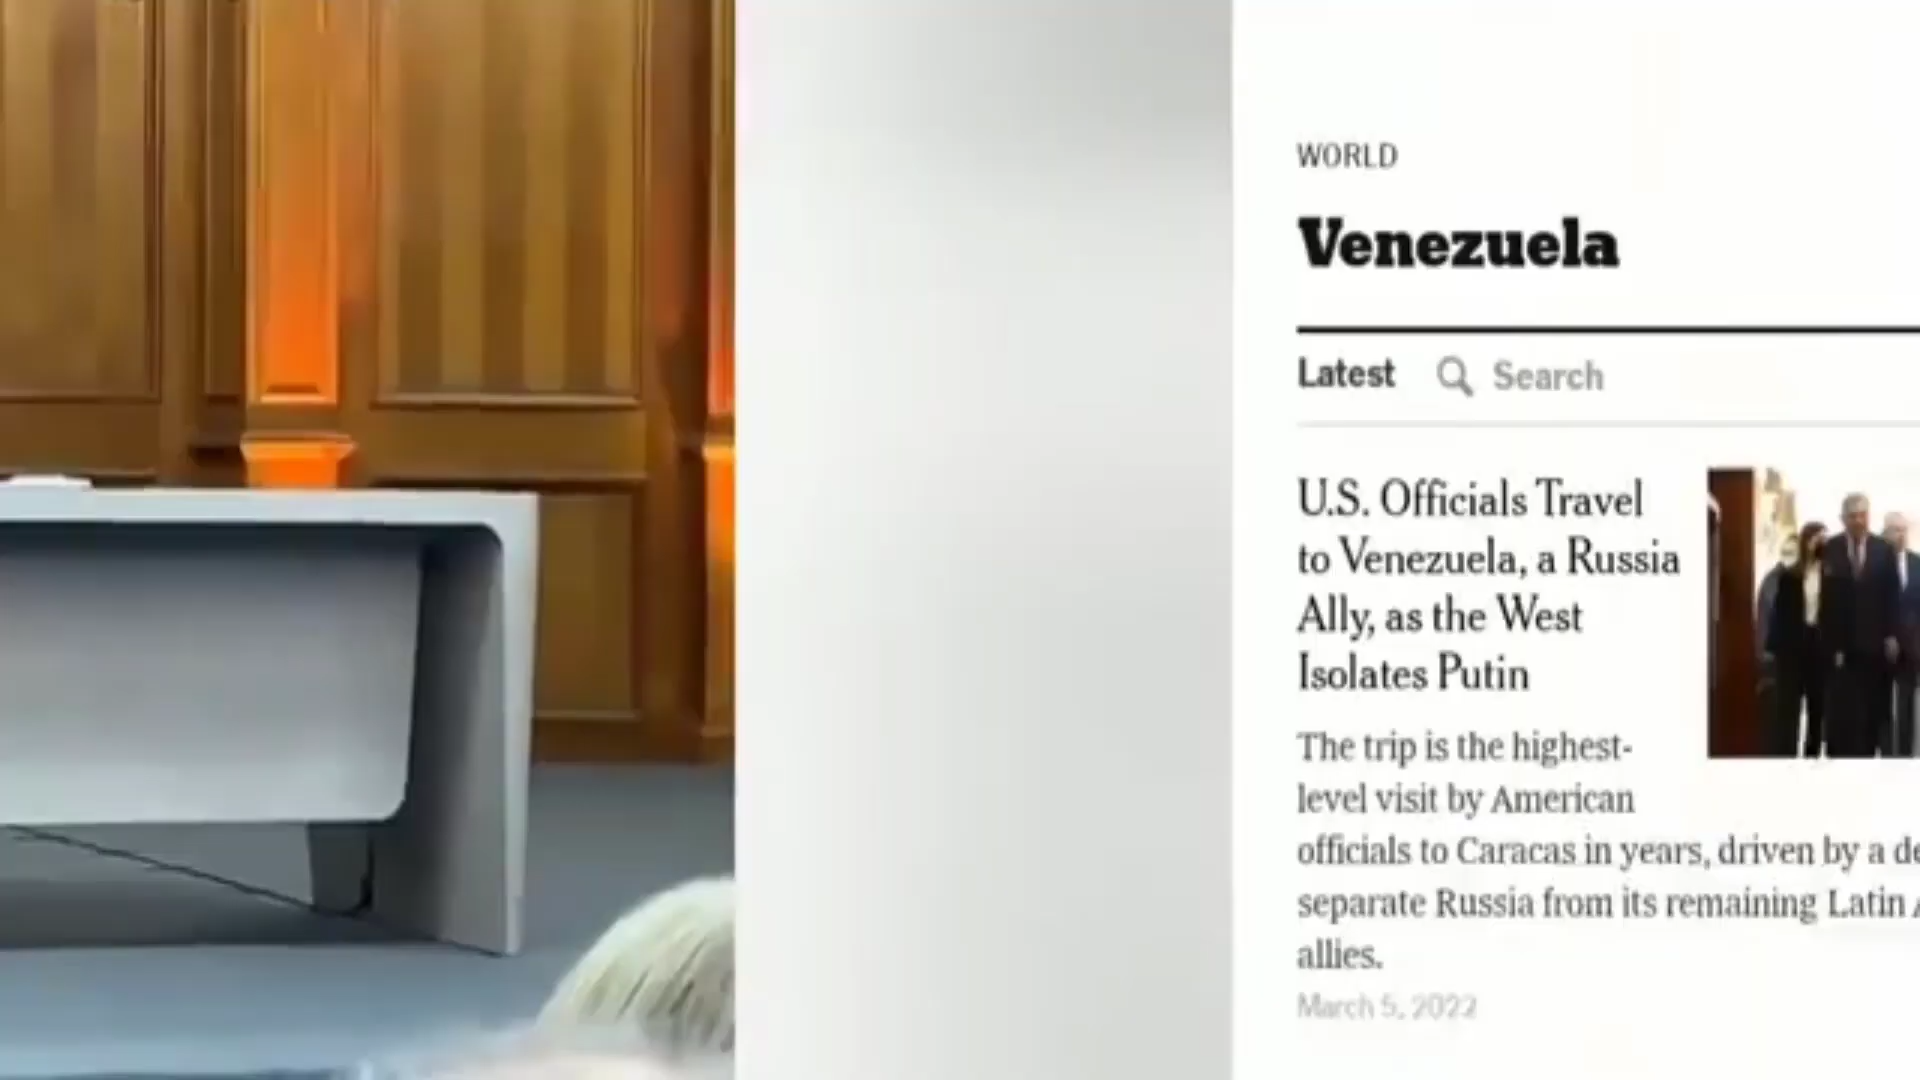 WORLD
Venezuela
Latest Search
U.S. Officials Travel
to Venezuela, a Russia
Ally, as the West
Isolates Putin
The trip is the highest-
level visit by American
officials to Caracas in years, driven by a
separate Russia from its remaining Latin
allies.
March 5, 2022